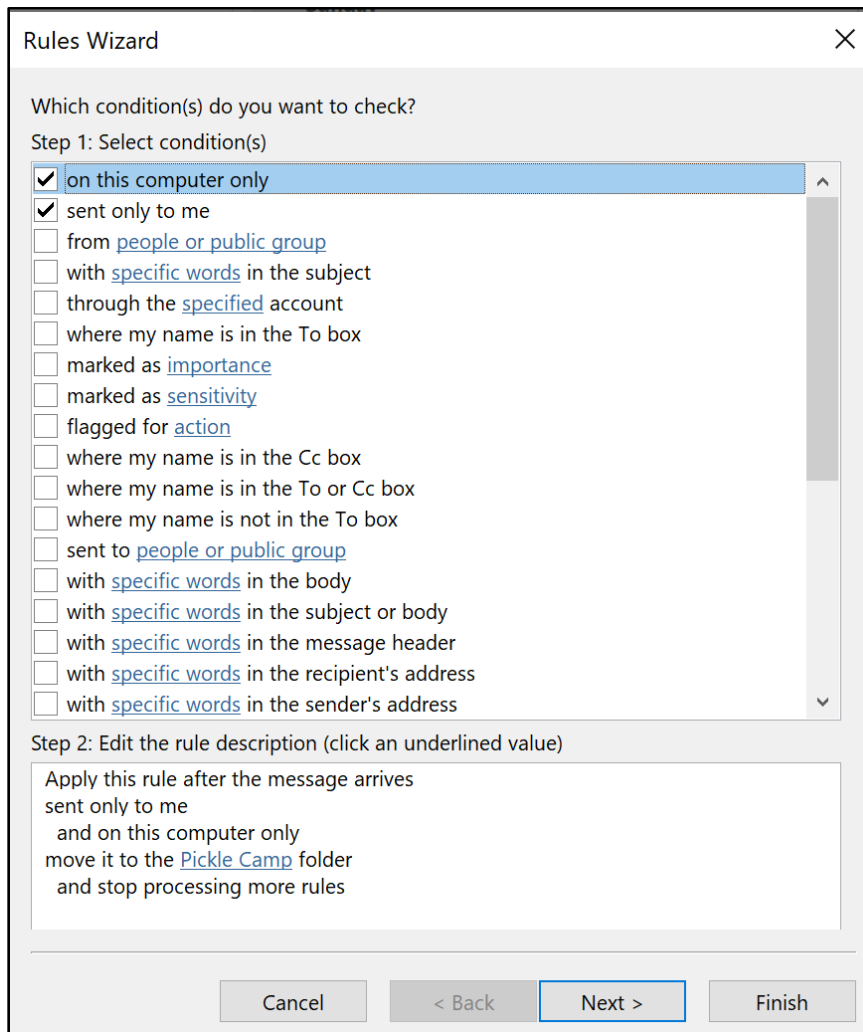 Rules Wizard
Which condition(s) do you want to check?
Step 1: Select condition(s)
on this computer only
sent only to me
from people or public group
with specific words in the subject
through the specified account
where my name is in the To box
marked as importance
marked as sensitivity
flagged for action
where my name is in the Cc box
where my name is in the To or Cc box
where my name is not in the To box
sent to people or public group
with specific words in the body
with specific words in the subject or body
with specific words in the message header
with specific words in the recipient's address
with specific words in the sender's address
Step 2: Edit the rule description (click an underlined value)
Apply this rule after the message arrives
sent only to me
and on this computer only
move it to the Pickle Camp folder
and stop processing more rules
Cancel < Back Next > Finish